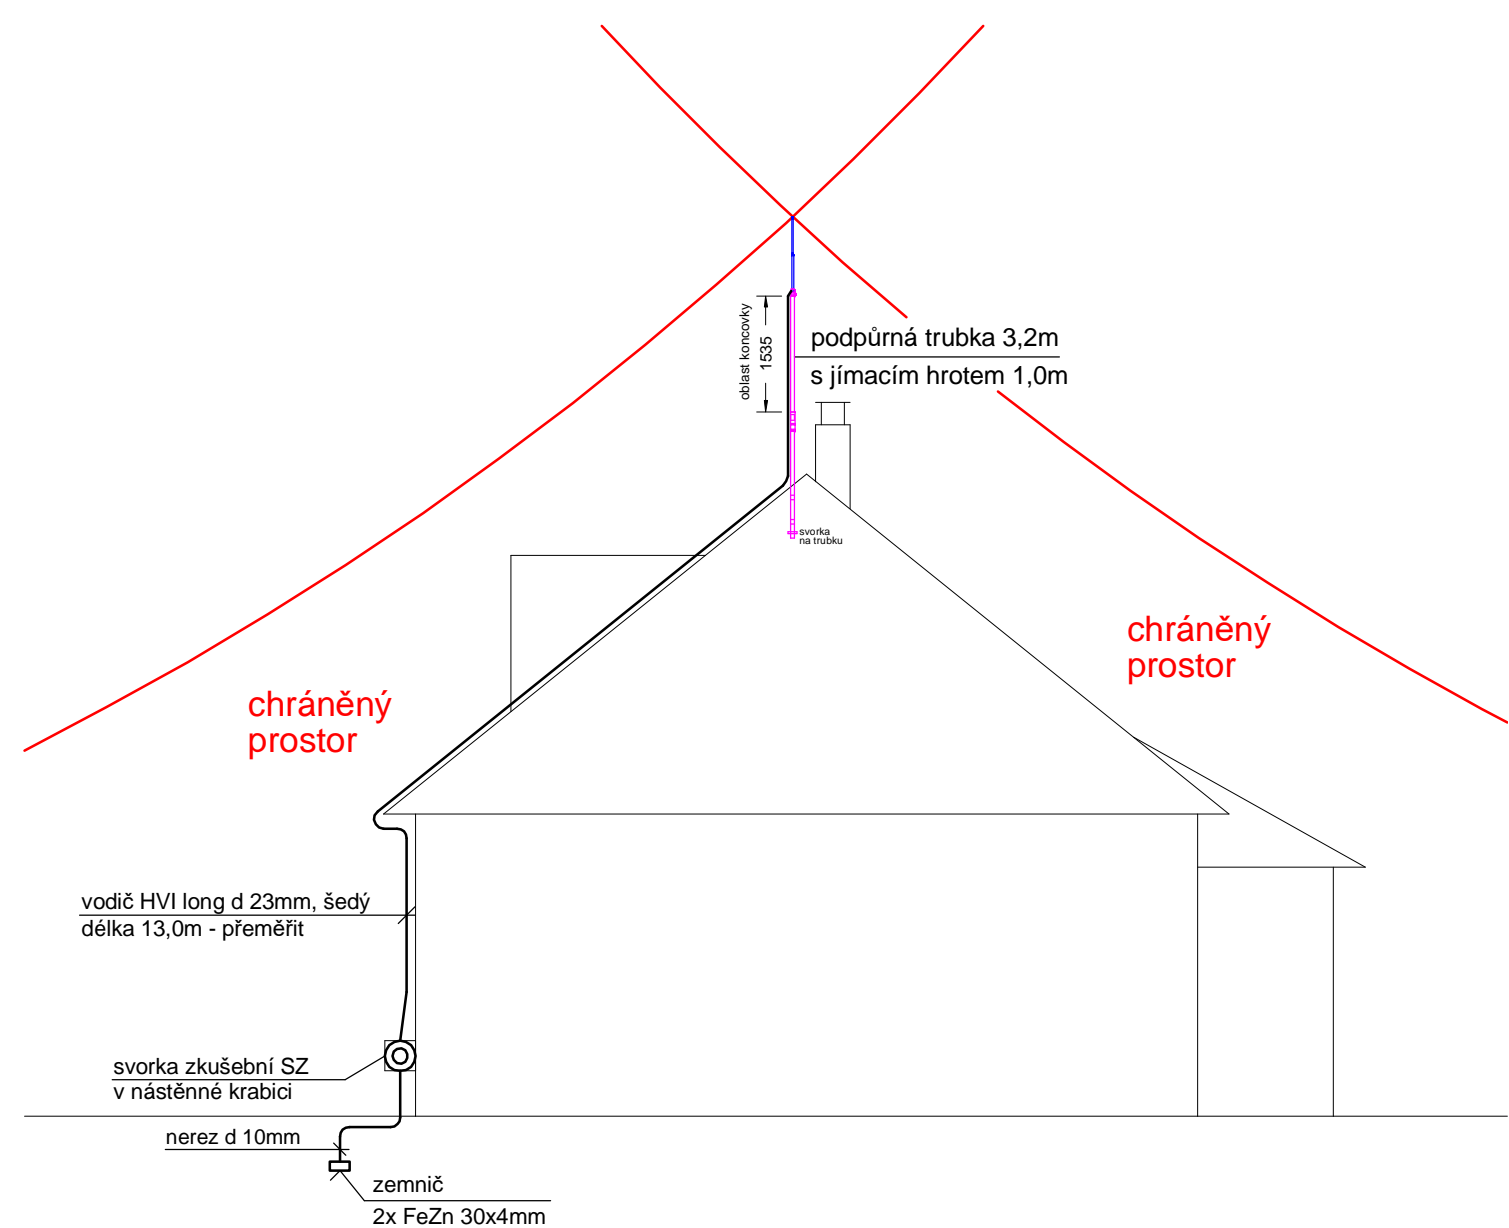 oblast koncovky
1535
podpůrná trubka 3,2m
s jímacím hrotem 1,0m
svorka
na trubku
chráněný
prostor
chráněný
prostor
vodič HVI long d 23mm, šedý
délka 13,0m - přeměřit
svorka zkušební SZ
v nástěnné krabici
nerez d 10mm
zemnič
2x FeZn 30x4mm